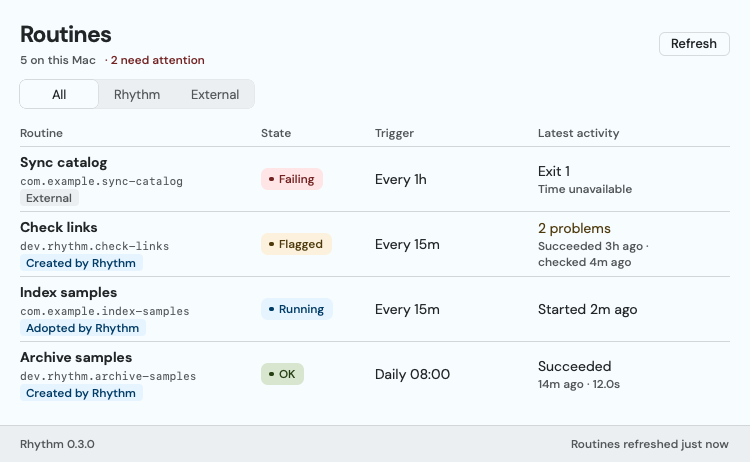 Routines
5 on this Mac · 2 need attention
Refresh
All Rhythm External
Routine State Trigger Latest activity
Sync catalog
com.example.sync-catalog
External
Failing
Every 1h
Exit 1
Time unavailable
Check links
dev.rhythm.check-links
Created by Rhythm
Flagged
Every 15m
2 problems
Succeeded 3h ago ·
checked 4m ago
Index samples
com.example.index-samples
Adopted by Rhythm
Running
Every 15m
Started 2m ago
Archive samples
dev.rhythm.archive-samples
Created by Rhythm
OK
Daily 08:00
Succeeded
14m ago · 12.0s
Rhythm 0.3.0
Routines refreshed just now